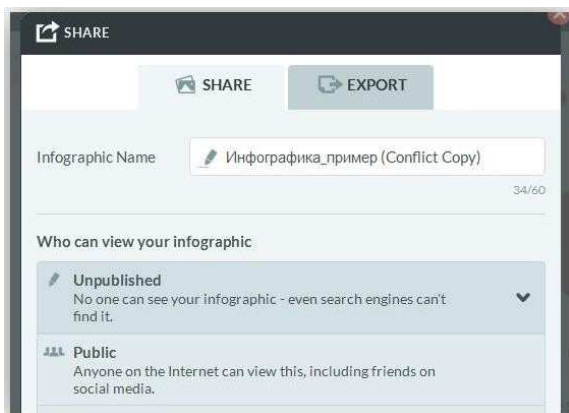 SHARE
SHARE
EXPORT
Infographic Name
Инфографика_пример (Conflict Copy)
34/60
Who can view your infographic
Unpublished
No one can see your infographic - even search engines can't
find it.
Public
Anyone on the Internet can view this, including friends on
social media.